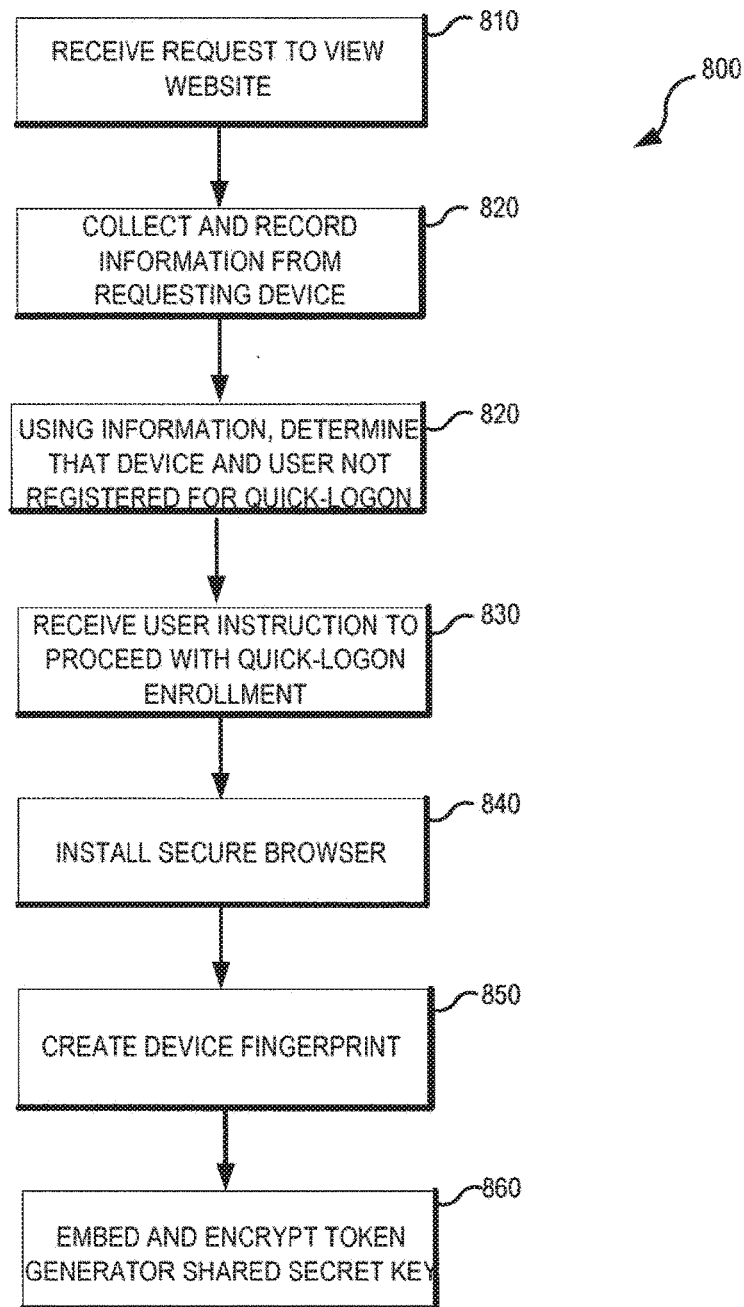 RECEIVE REQUEST TO VIEW
WEBSITE
810
800
COLLECT AND RECORD
INFORMATION FROM
REQUESTING DEVICE
820
USING INFORMATION, DETERMINE
THAT DEVICE AND USER NOT
REGISTERED FOR QUICK-LOGON
820
RECEIVE USER INSTRUCTION TO
PROCEED WITH QUICK-LOGON
ENROLLMENT
830
INSTALL SECURE BROWSER
840
CREATE DEVICE FINGERPRINT
850
EMBED AND ENCRYPT TOKEN
GENERATOR SHARED SECRET KEY
860